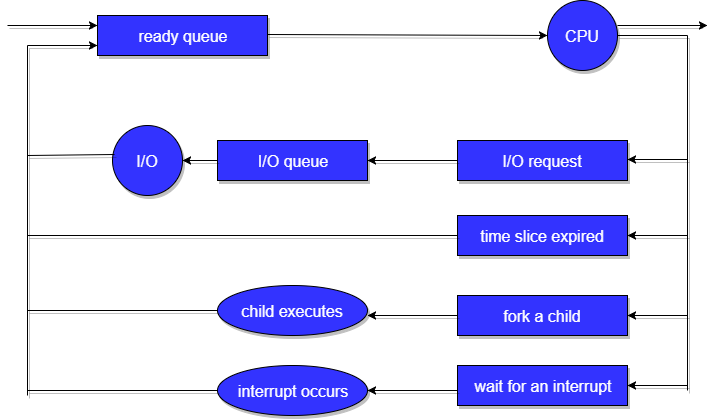 ready queue
CPU
I/O
I/O queue
I/O request
time slice expired
child executes
fork a child
interrupt occurs
wait for an interrupt